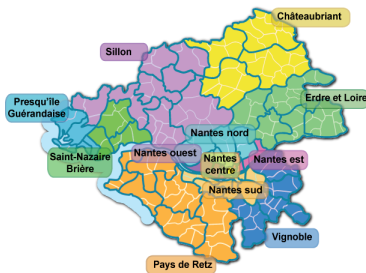 Châteaubriant
Sillon
Presqu'île
Guérandaise
Erdre et Loire
Nantes nord
Saint-Nazaire
Brière
Nantes ouest
Nantes
centre
Nantes est
Nantes sud
Vignoble
Pays de Retz